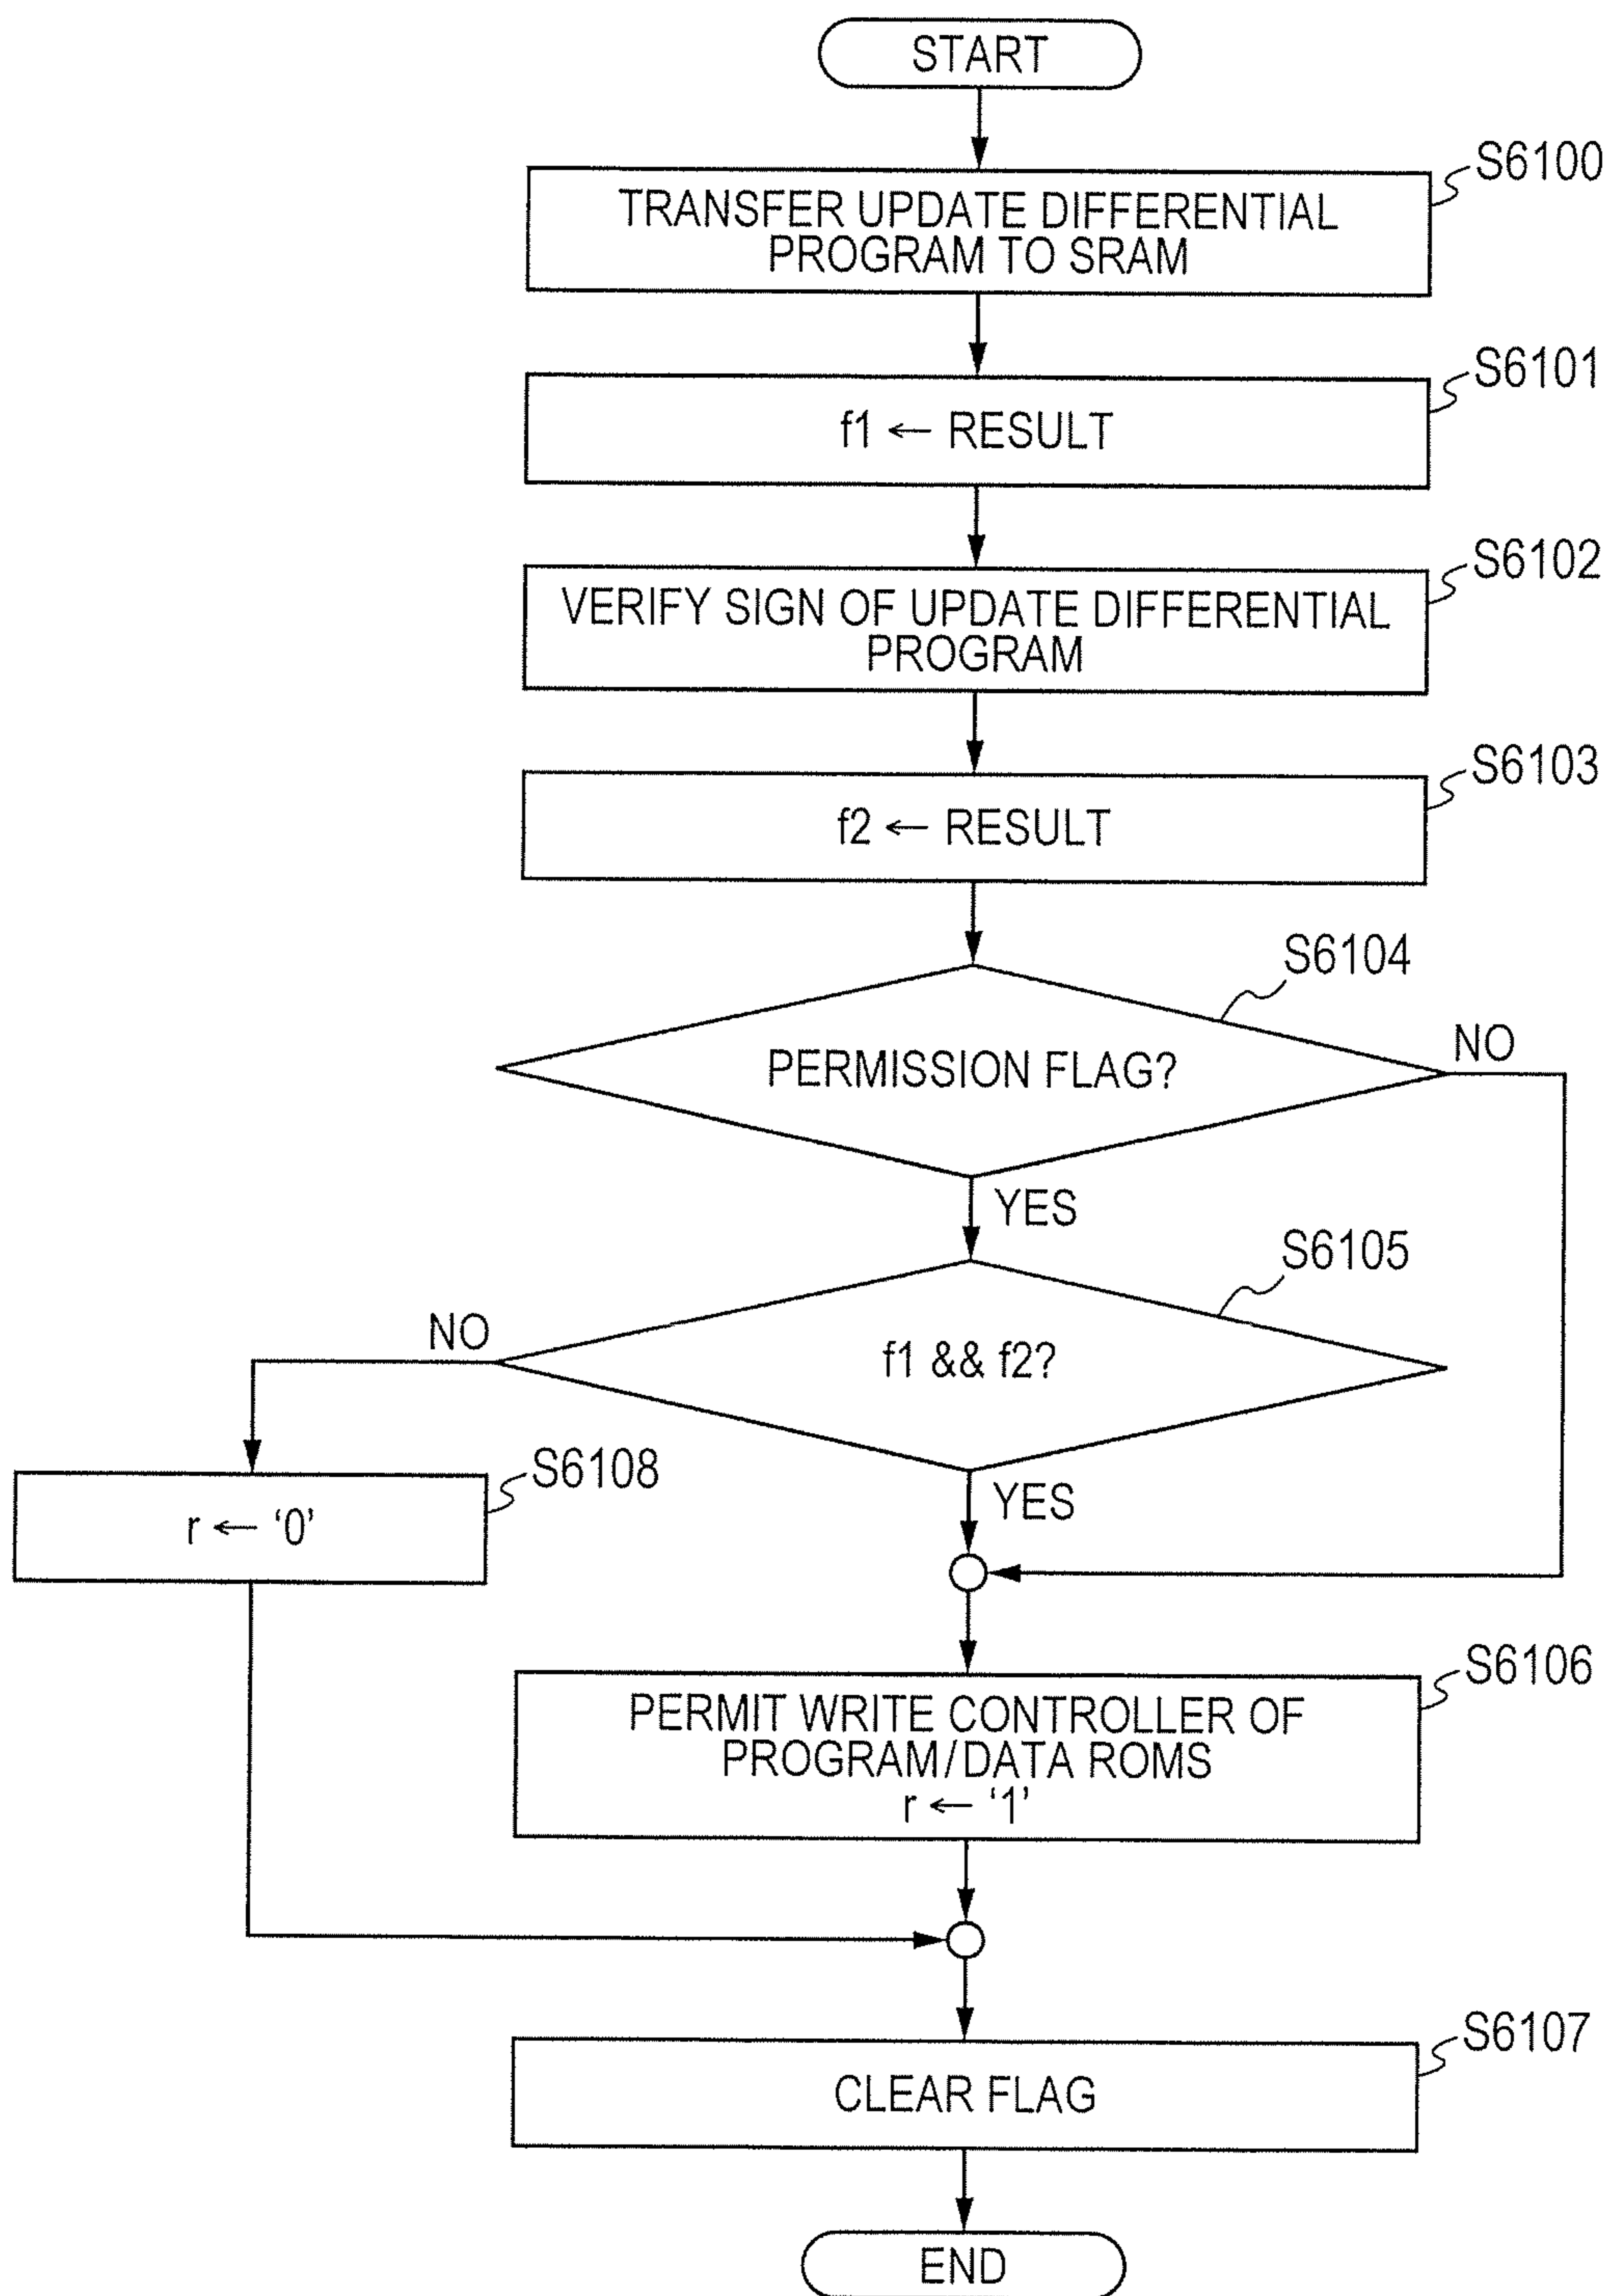 START
S6100
TRANSFER UPDATE DIFFERENTIAL
PROGRAM TO SRAM
S6101
f1 ← RESULT
S6102
VERIFY SIGN OF UPDATE DIFFERENTIAL
PROGRAM
S6103
f2 ← RESULT
S6104
PERMISSION FLAG?
NO
YES
S6105
NO
f1 && f2?
S6108
YES
r ← ‘0’
S6106
PERMIT WRITE CONTROLLER OF
PROGRAM/DATA ROMS
r ← ‘1’
S6107
CLEAR FLAG
END